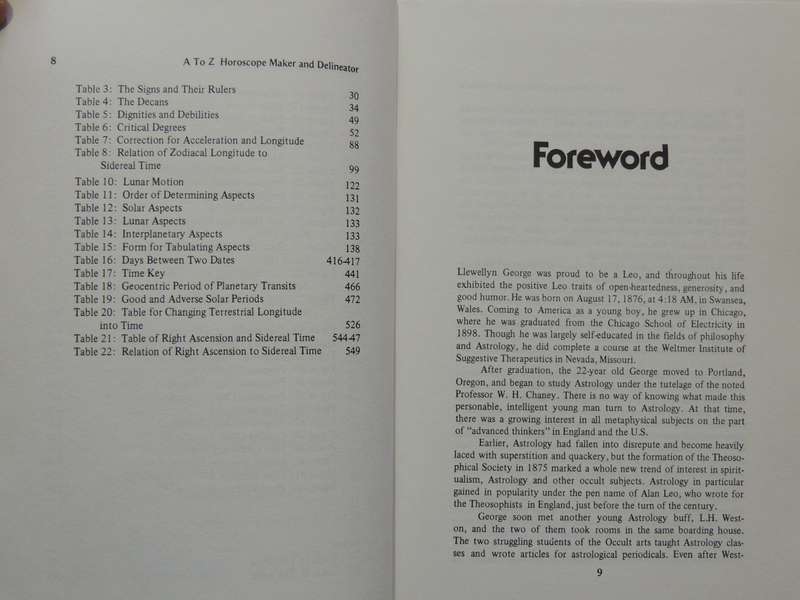 8
A To Z Horoscope Maker and Delineator
Table 3: The Signs and Their Rulers 30
Table 4: The Decans 34
Table 5: Dignities and Debilities 49
Table 6: Critical Degrees 52
Table 7: Correction for Acceleration and Longitude 88
Table 8: Relation of Zodiacal Longitude to
Sidereal Time 99
Table 10: Lunar Motion 122
Table 11: Order of Determining Aspects 131
Table 12: Solar Aspects 132
Table 13: Lunar Aspects 133
Table 14: Interplanetary Aspects 133
Table 15: Form for Tabulating Aspects 138
Table 16: Days Between Two Dates 416-417
Table 17: Time Key 441
Table 18: Geocentric Period of Planetary Transits 466
Table 19: Good and Adverse Solar Periods 472
Table 20: Table for Changing Terrestrial Longitude
into Time 526
Table 21: Table of Right Ascension and Sidereal Time 544-47
Table 22: Relation of Right Ascension to Sidereal Time 549
Foreword
Llewellyn George was proud to be a Leo, and throughout his life
exhibited the positive Leo traits of open-heartedness, generosity, and
good humor. He was born on August 17, 1876, at 4:18 AM, in Swansea,
Wales. Coming to America as a young boy, he grew up in Chicago,
where he was graduated from the Chicago School of Electricity in
1898. Though he was largely self-educated in the fields of philosophy
and Astrology, he did complete a course at the Weltmer Institute of
Suggestive Therapeutics in Nevada, Missouri.
After graduation, the 22-year old George moved to Portland,
Oregon, and began to study Astrology under the tutelage of the noted
Professor W. H. Chaney. There is no way of knowing what made this
personable, intelligent young man turn to Astrology. At that time,
there was a growing interest in all metaphysical subjects on the part
of "advanced thinkers" in England and the U.S.
Earlier, Astrology had fallen into disrepute and become heavily
laced with superstition and quackery, but the formation of the Theoso-
phical Society in 1875 marked a whole new trend of interest in spirit-
ualism, Astrology and other occult subjects. Astrology in particular
gained in popularity under the pen name of Alan Leo, who wrote for
the Theosophists in England, just before the turn of the century.
George soon met another young Astrology buff, L.H. West-
on, and the two of them took rooms in the same boarding house.
The two struggling students of the Occult arts taught Astrology clas-
ses and wrote articles for astrological periodicals. Even after West-
9